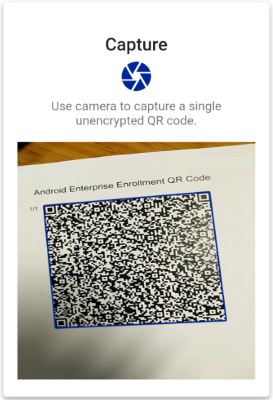 Capture
Use camera to capture a single
unencrypted QR code.
Android Enterprise Enrollment QR Code
1/1